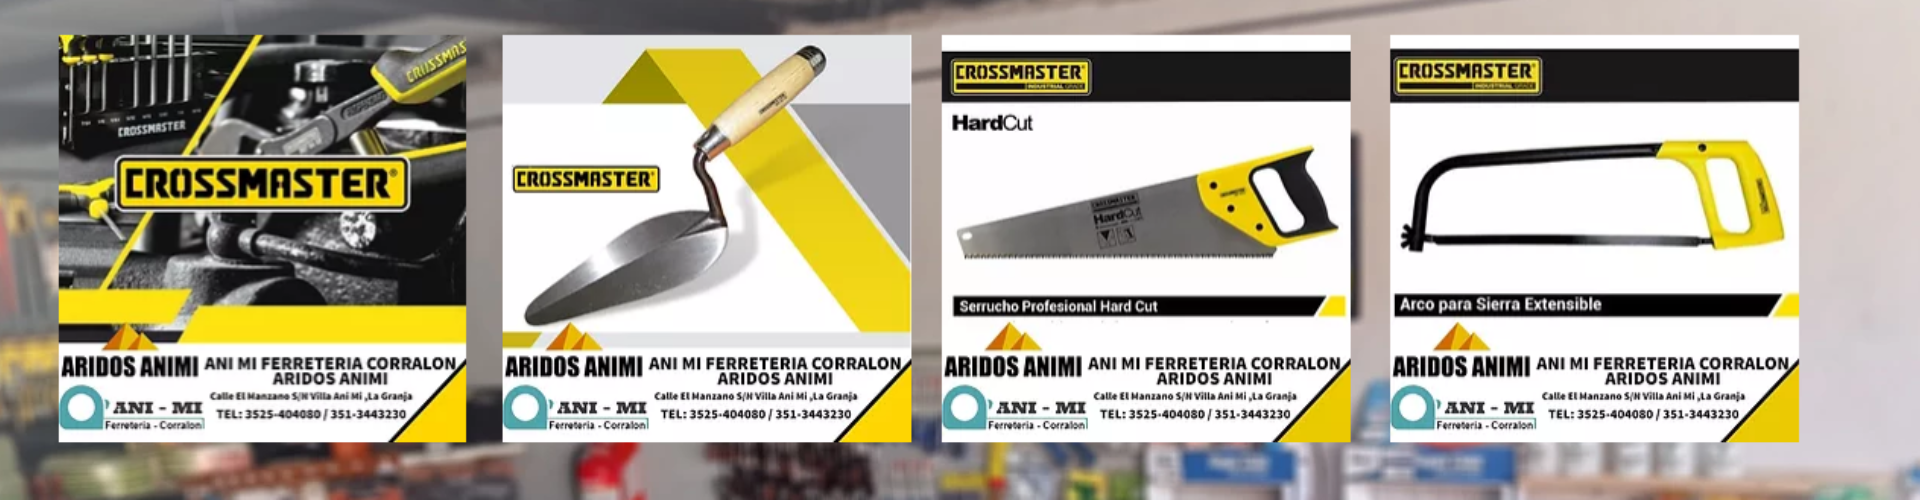 CROSSMASTER
CROSSMASTER
CROSSMASTER®
ARIDOS ANIMI
ANI MI FERRETERIA CORRALON
ARIDOS ANIMI
Calle El Manzano S/N Villa Ani Mi ,La Granja
ANI - MI
TEL: 3525-404080 / 351-3443230
Ferreteria - Corralon
CROSSMASTER®
ARIDOS ANIMI
ANI MI FERRETERIA CORRALON
ARIDOS ANIMI
Calle El Manzano S/N Villa Ani Mi ,La Granja
ANI - MI
TEL: 3525-404080 / 351-3443230
Ferreteria - Corralon
CROSSMASTER®
INDUSTRIAL GRADE
HardCut
CROSSMASTER
HardCut
Serrucho Profesional Hard Cut
ARIDOS ANIMI
ANI MI FERRETERIA CORRALON
ARIDOS ANIMI
Calle El Manzano S/N Villa Ani Mi ,La Granja
ANI - MI
TEL: 3525-404080 / 351-3443230
Ferreteria - Corralon
CROSSMASTER®
INDUSTRIAL GRADE
Arco para Sierra Extensible
ARIDOS ANIMI
ANI MI FERRETERIA CORRALON
ARIDOS ANIMI
Calle El Manzano S/N Villa Ani Mi ,La Granja
ANI - MI
TEL: 3525-404080 / 351-3443230
Ferreteria - Corralon